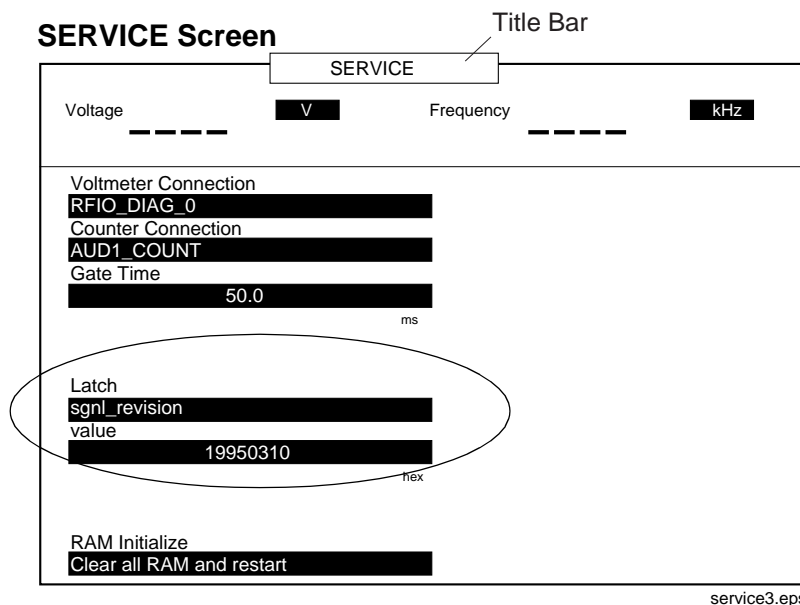 SERVICE Screen
Title Bar
SERVICE
Voltage V Frequency kHz
Voltmeter Connection
RFIO_DIAG_0
Counter Connection
AUD1_COUNT
Gate Time
50.0
ms
Latch
sgnl_revision
value
19950310
hex
RAM Initialize
Clear all RAM and restart
service3.eps